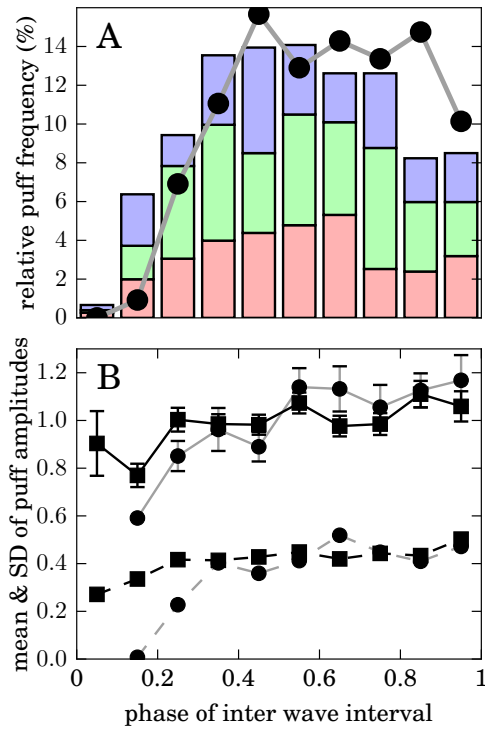 A
relative puff frequency (%)
14
12
10
8
6
4
2
0
B
mean & SD of puff amplitudes
1.2
1.0
0.8
0.6
0.4
0.2
0.0
0 0.2 0.4 0.6 0.8 1
phase of inter wave interval